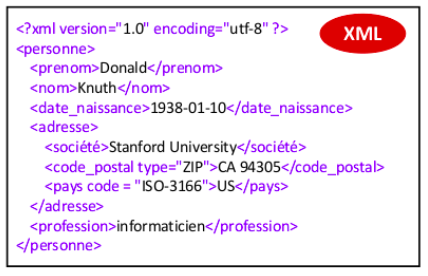 <?xml version="1.0" encoding="utf-8" ?>
XML
<personne>
<prenom>Donald</prenom>
<nom>Knuth</nom>
<date_naissance>1938-01-10</date_naissance>
<adresse>
<société>Stanford University</société>
<code_postal type="ZIP">CA 94305</code_postal>
<pays code = "ISO-3166">US</pays>
</adresse>
<profession>informaticien</profession>
</personne>